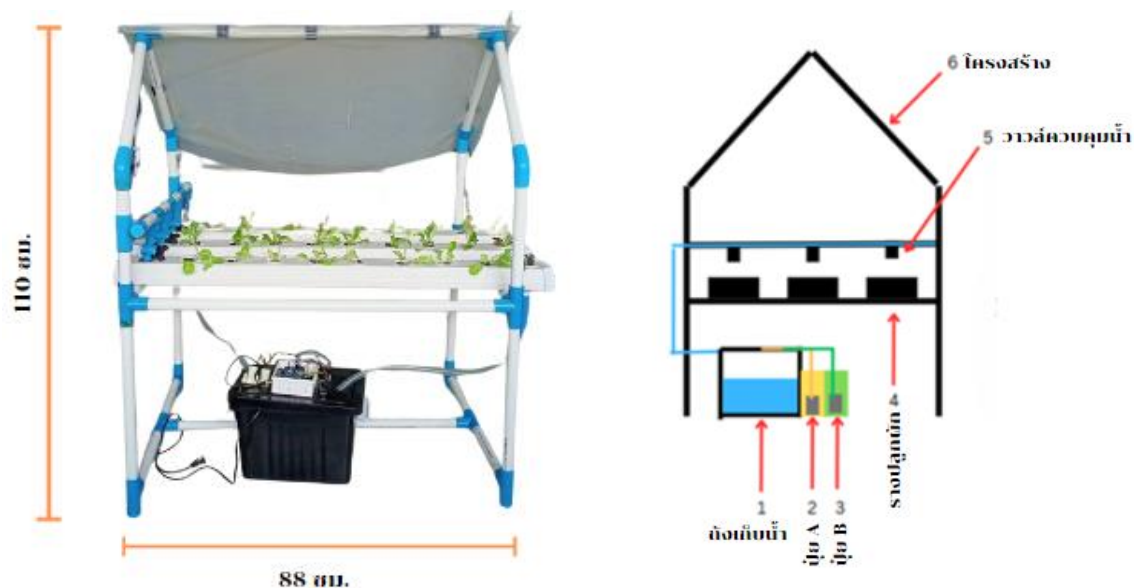 110 ซม.
88 ซม.
6 โครงสร้าง
5 วาวล์ควบคุมน้ำ
4 รางปลูกผัก
1 ถังเก็บน้ำ
2 ปุ๋ย A
3 ปุ๋ย B